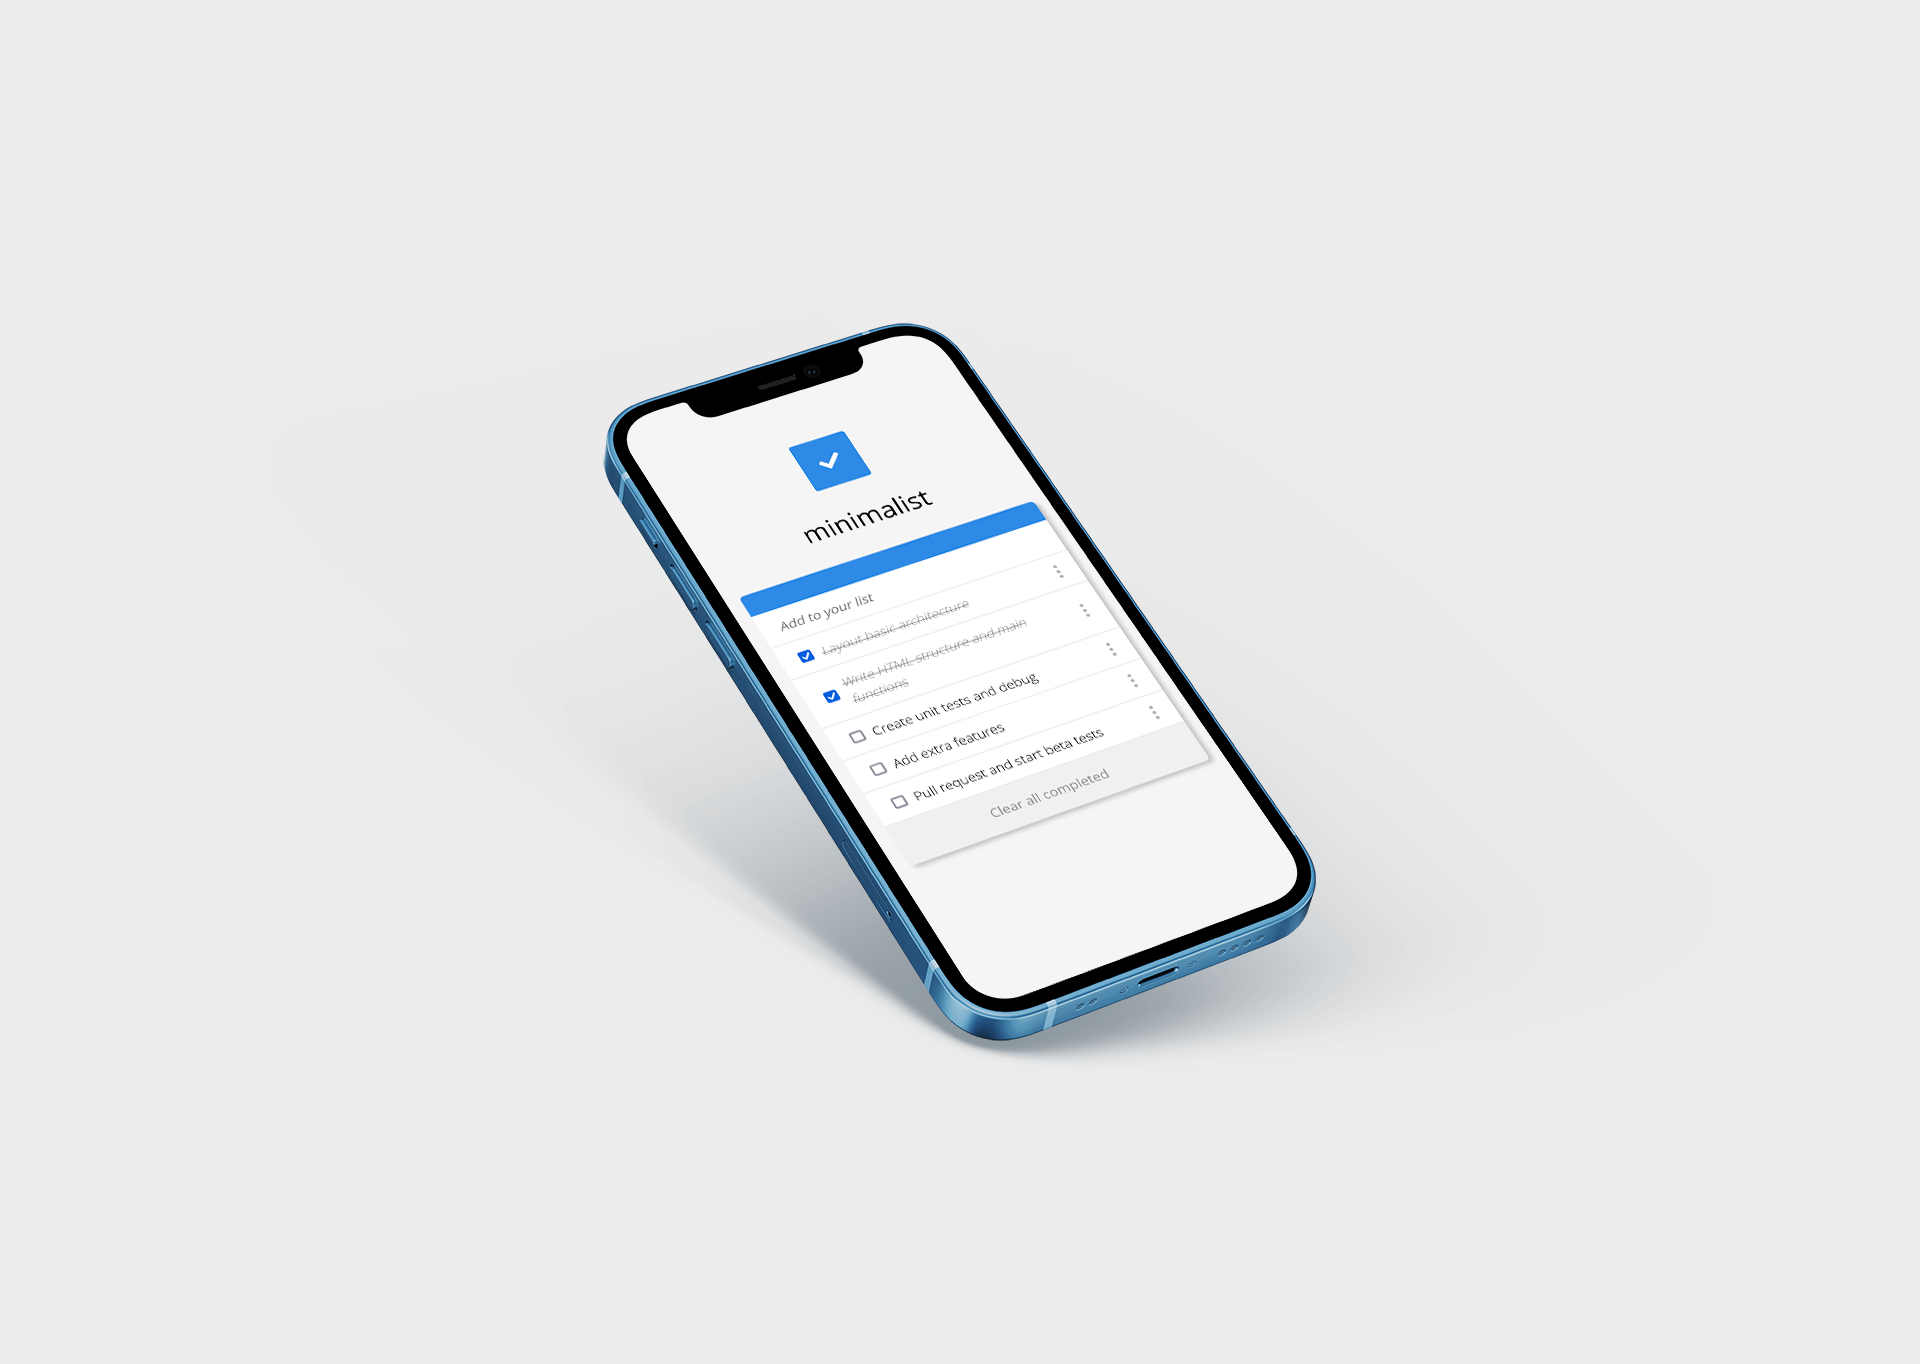 minimalist
Add to your list
Layout basic architecture
Write HTML structure and main
functions
Create unit tests and debug
Add extra features
Pull request and start beta tests
Clear all completed